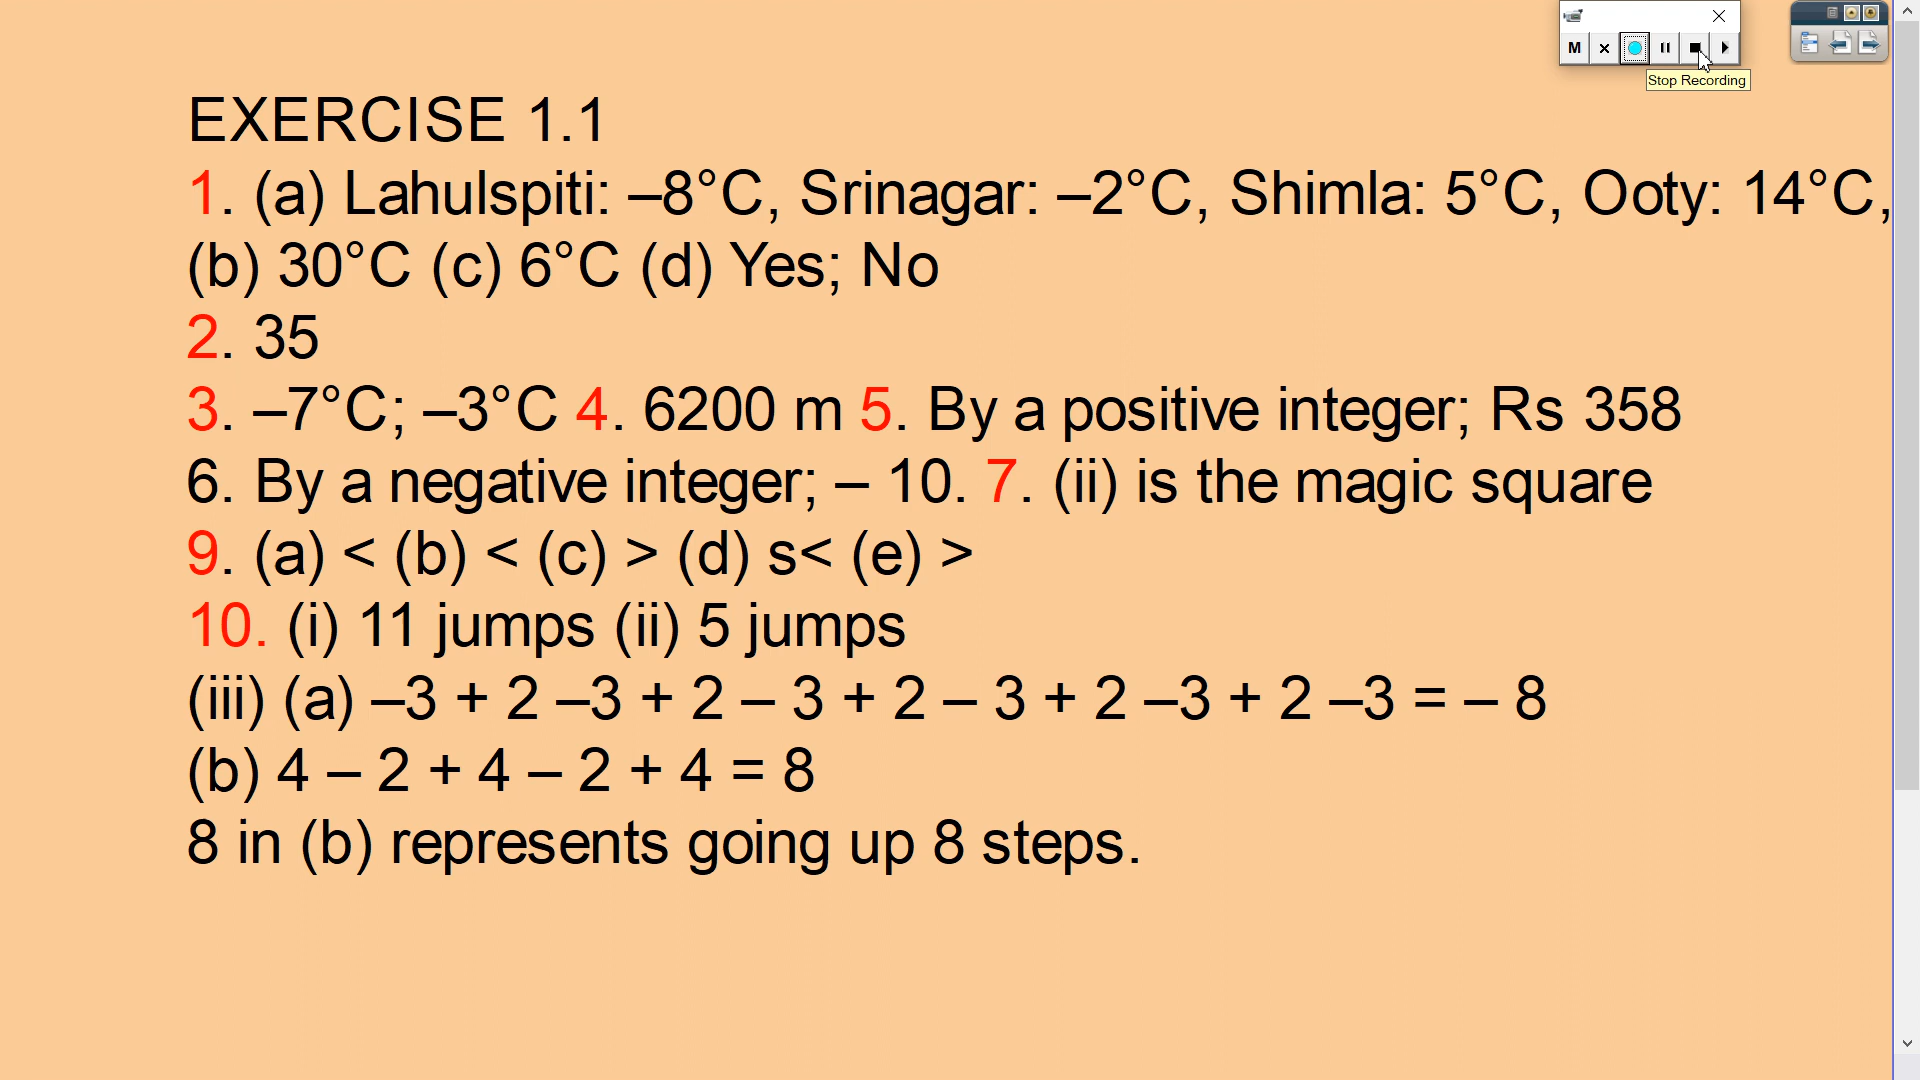 M
Stop Recording
EXERCISE 1.1
1. (a) Lahulspiti: –8°C, Srinagar: –2°C, Shimla: 5°C, Ooty: 14°C,
(b) 30°C (c) 6°C (d) Yes; No
2. 35
3. –7°C; –3°C 4. 6200 m 5. By a positive integer; Rs 358
6. By a negative integer; – 10. 7. (ii) is the magic square
9. (a) < (b) < (c) > (d) s< (e) >
10. (i) 11 jumps (ii) 5 jumps
(iii) (a) –3 + 2 –3 + 2 – 3 + 2 – 3 + 2 –3 + 2 –3 = – 8
(b) 4 – 2 + 4 – 2 + 4 = 8
8 in (b) represents going up 8 steps.